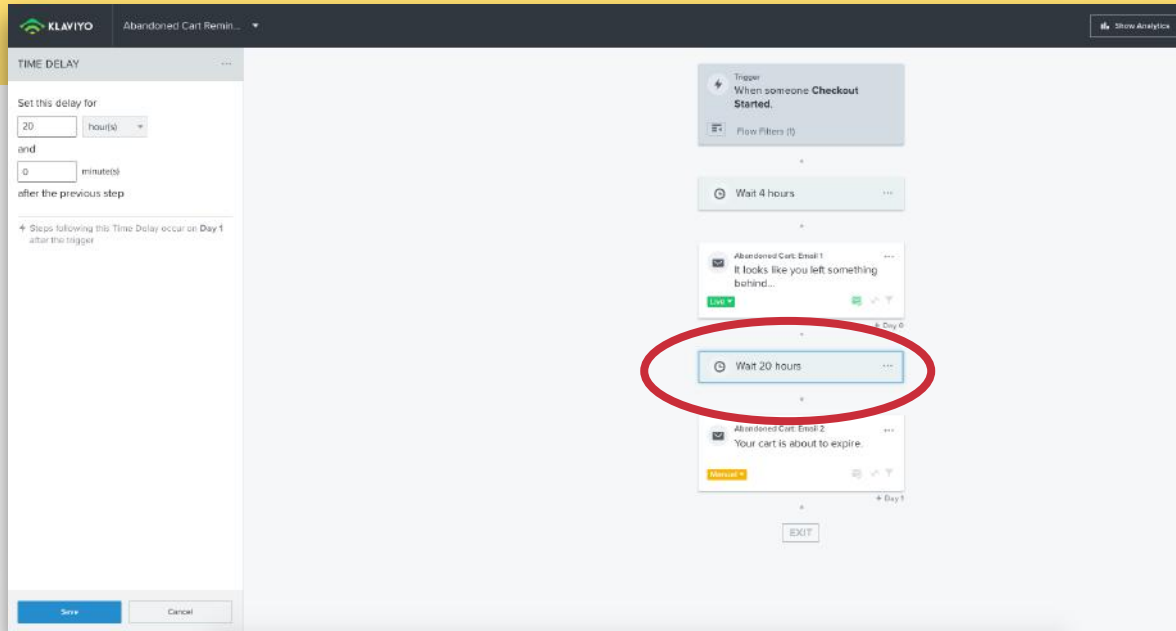 KLAVIYO
Abandoned Cart Remin...
Show Analytics
TIME DELAY
Set this delay for
20 hour(s)
and
0 minute(s)
after the previous step
Steps following this Time Delay occur on Day 1
after the trigger
Save Cancel
Trigger
When someone Checkout
Started.
Flow Filters (1)
Wait 4 hours
Abandoned Cart: Email 1
It looks like you left something
behind...
Live
Day 0
Wait 20 hours
Abandoned Cart: Email 2
Your cart is about to expire.
Manual
Day 1
EXIT